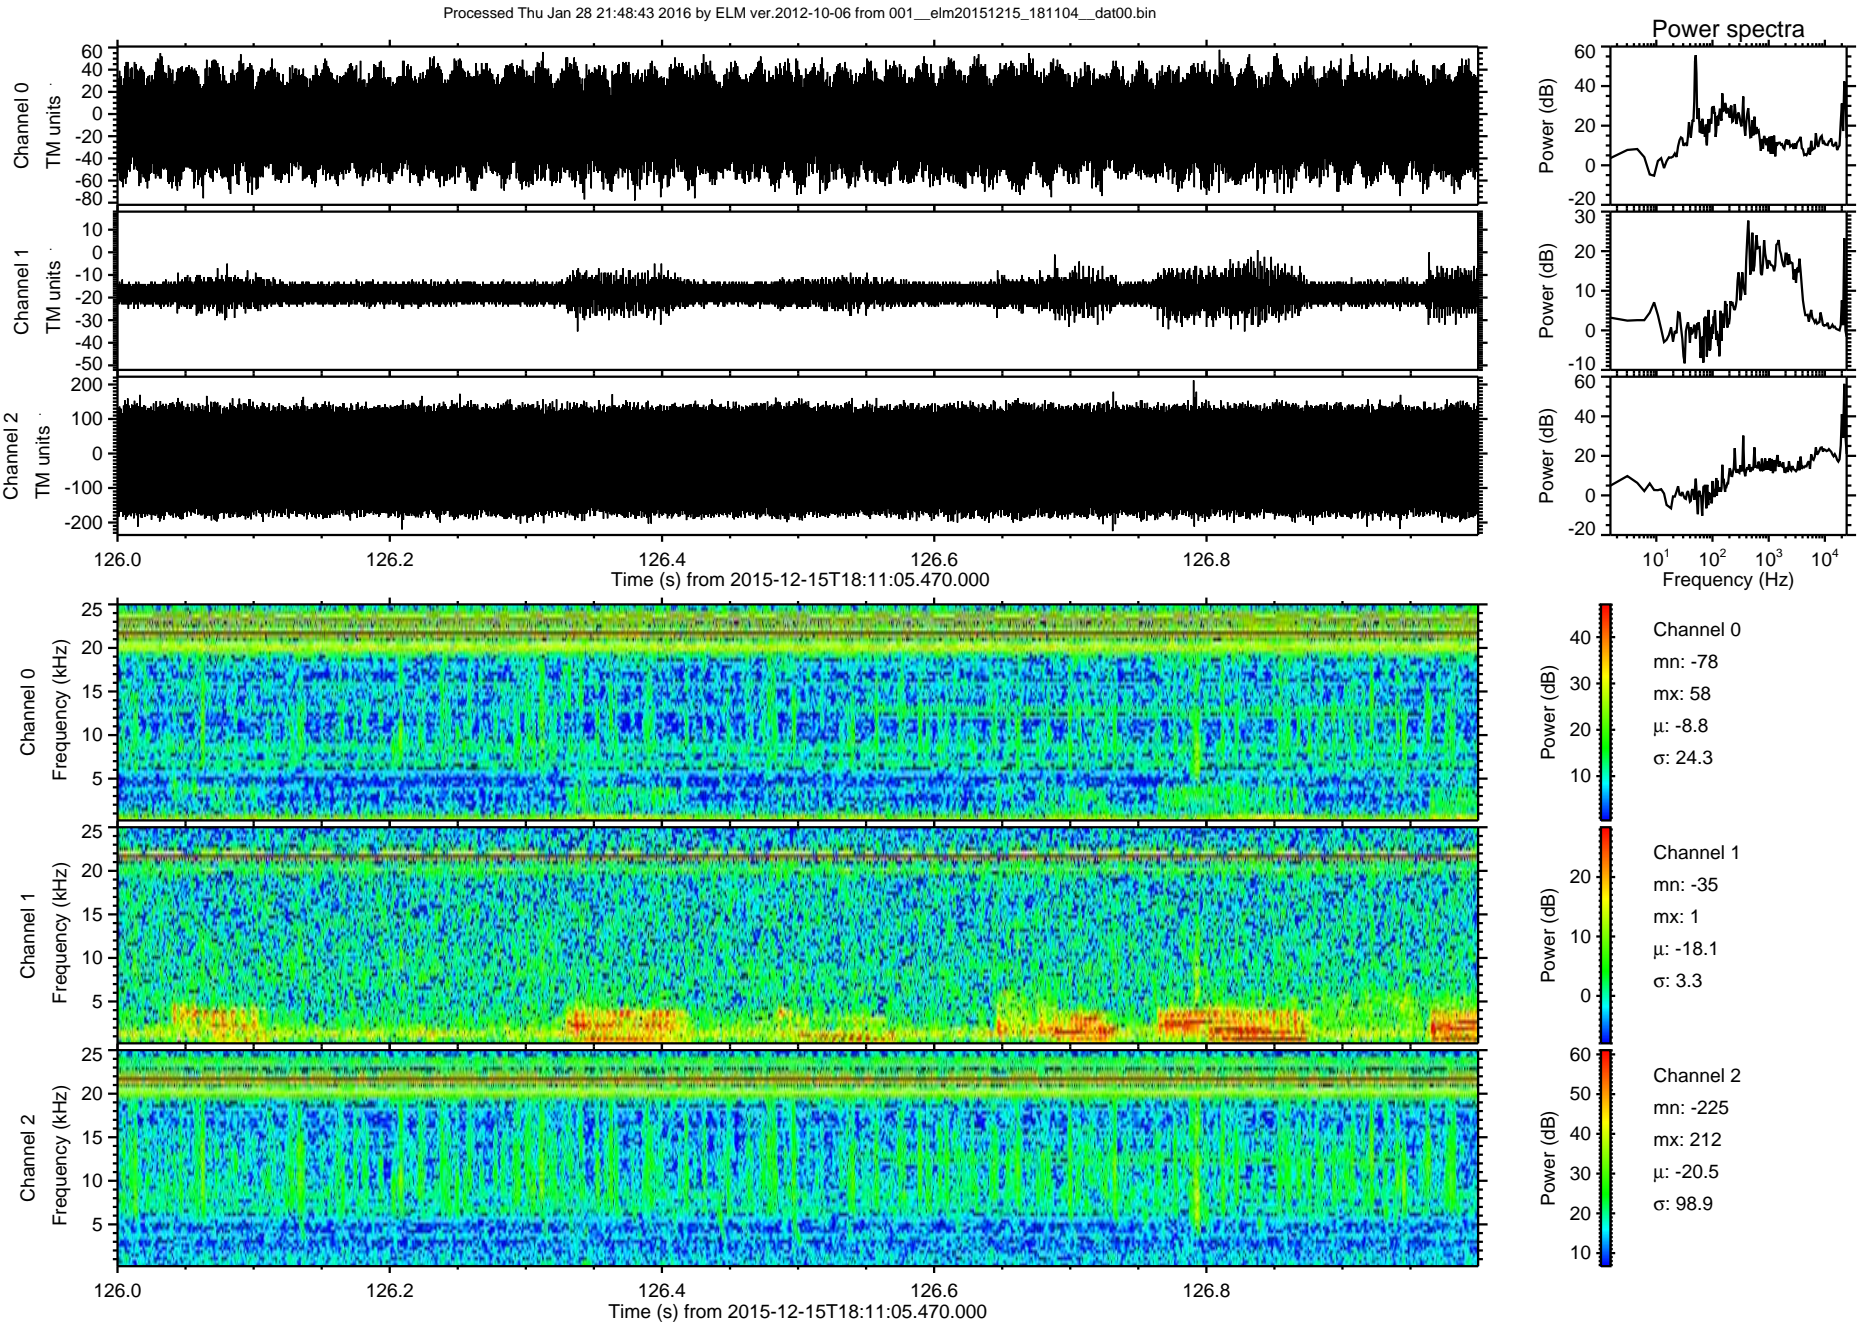 Processed Thu Jan 28 21:48:43 2016 by ELM ver.2012-10-06 from 001__elm20151215_181104__dat00.bin
Power spectra
Channel 0
TM units
60
40
20
0
-20
-40
-60
-80
Power (dB)
60
40
20
0
-20
Channel 1
TM units
10
0
-10
-20
-30
-40
-50
Power (dB)
30
20
10
0
-10
Channel 2
TM units
200
100
0
-100
-200
Power (dB)
60
40
20
0
-20
126.0 126.2 126.4 126.6 126.8
Time (s) from 2015-12-15T18:11:05.470.000
10¹ 10² 10³ 10⁴
Frequency (Hz)
Channel 0
Frequency (kHz)
25
20
15
10
5
Power (dB)
40
30
20
10
Channel 0
mn: -78
mx: 58
μ: -8.8
σ: 24.3
Channel 1
Frequency (kHz)
25
20
15
10
5
Power (dB)
20
10
0
Channel 1
mn: -35
mx: 1
μ: -18.1
σ: 3.3
Channel 2
Frequency (kHz)
25
20
15
10
5
Power (dB)
60
50
40
30
20
10
Channel 2
mn: -225
mx: 212
μ: -20.5
σ: 98.9
126.0 126.2 126.4 126.6 126.8
Time (s) from 2015-12-15T18:11:05.470.000